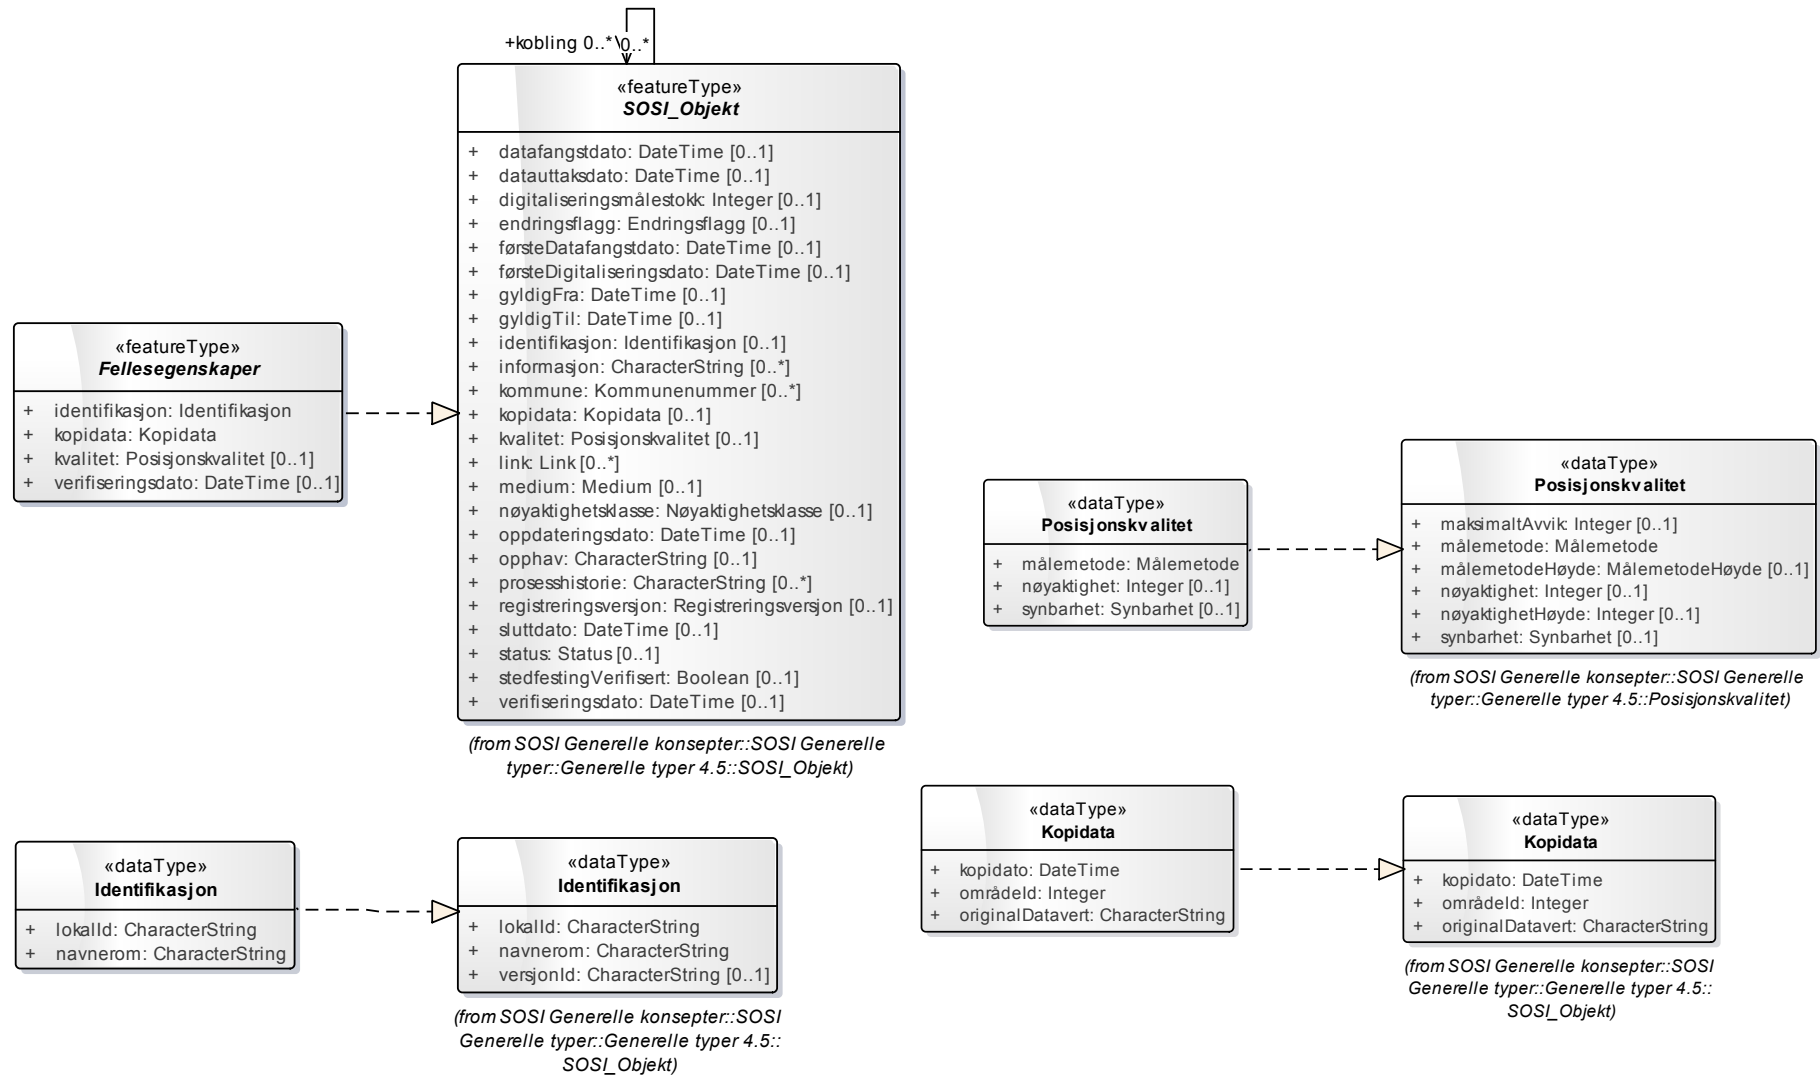 +kobling 0..*
0..*
«featureType»
SOSI_Objekt
+ datafangstdato: DateTime [0..1]
+ datauttaksdato: DateTime [0..1]
+ digitaliseringsmålestokk: Integer [0..1]
+ endringsflagg: Endringsflagg [0..1]
+ førsteDatafangstdato: DateTime [0..1]
+ førsteDigitaliseringsdato: DateTime [0..1]
+ gyldigFra: DateTime [0..1]
+ gyldigTil: DateTime [0..1]
+ identifikasjon: Identifikasjon [0..1]
+ informasjon: CharacterString [0..*]
+ kommune: Kommunenummer [0..*]
+ kopidata: Kopidata [0..1]
+ kvalitet: Posisjonskvalitet [0..1]
+ link: Link [0..*]
+ medium: Medium [0..1]
+ nøyaktighetsklasse: Nøyaktighetsklasse [0..1]
+ oppdateringsdato: DateTime [0..1]
+ opphav: CharacterString [0..1]
+ prosesshistorie: CharacterString [0..*]
+ registreringsversjon: Registreringsversjon [0..1]
+ sluttdato: DateTime [0..1]
+ status: Status [0..1]
+ stedfestingVerifisert: Boolean [0..1]
+ verifiseringsdato: DateTime [0..1]
(from SOSI Generelle konsepter::SOSI Generelle
typer::Generelle typer 4.5::SOSI_Objekt)
«featureType»
Fellesegenskaper
+ identifikasjon: Identifikasjon
+ kopidata: Kopidata
+ kvalitet: Posisjonskvalitet [0..1]
+ verifiseringsdato: DateTime [0..1]
«dataType»
Posisjonskvalitet
+ målemetode: Målemetode
+ nøyaktighet: Integer [0..1]
+ synbarhet: Synbarhet [0..1]
«dataType»
Posisjonskvalitet
+ maksimaltAvvik: Integer [0..1]
+ målemetode: Målemetode
+ målemetodeHøyde: MålemetodeHøyde [0..1]
+ nøyaktighet: Integer [0..1]
+ nøyaktighetHøyde: Integer [0..1]
+ synbarhet: Synbarhet [0..1]
(from SOSI Generelle konsepter::SOSI Generelle
typer::Generelle typer 4.5::Posisjonskvalitet)
«dataType»
Identifikasjon
+ lokalId: CharacterString
+ navnerom: CharacterString
«dataType»
Identifikasjon
+ lokalId: CharacterString
+ navnerom: CharacterString
+ versjonId: CharacterString [0..1]
(from SOSI Generelle konsepter::SOSI
Generelle typer::Generelle typer 4.5::
SOSI_Objekt)
«dataType»
Kopidata
+ kopidato: DateTime
+ områdeId: Integer
+ originalDatavert: CharacterString
«dataType»
Kopidata
+ kopidato: DateTime
+ områdeId: Integer
+ originalDatavert: CharacterString
(from SOSI Generelle konsepter::SOSI
Generelle typer::Generelle typer 4.5::
SOSI_Objekt)